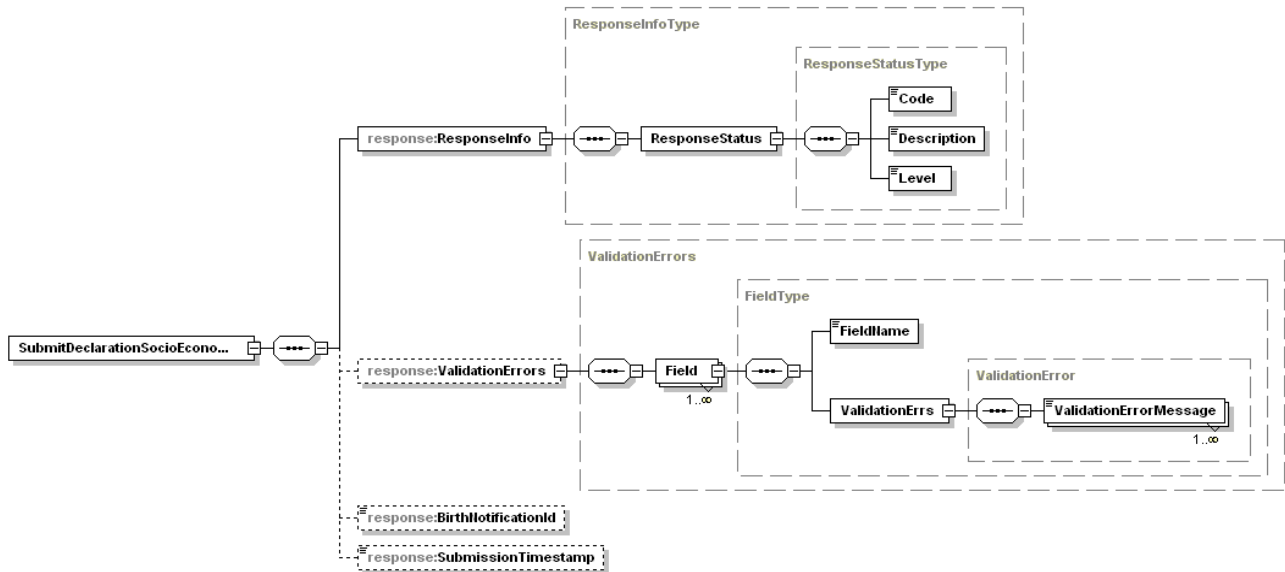 ResponseInfoType
ResponseStatusType
Code
response:ResponseInfo
ResponseStatus
Description
Level
ValidationErrors
FieldType
FieldName
SubmitDeclarationSocioEcono...
response:ValidationErrors
Field
1..∞
ValidationError
ValidationErrs
ValidationErrorMessage
1..∞
response:BirthNotificationId
response:SubmissionTimestamp